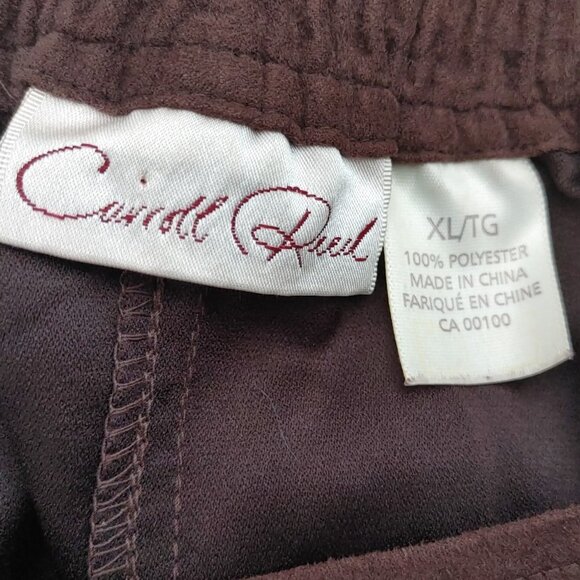 Carroll Reed
XL/TG
100% POLYESTER
MADE IN CHINA
FARIQUÉ EN CHINE
CA 00100